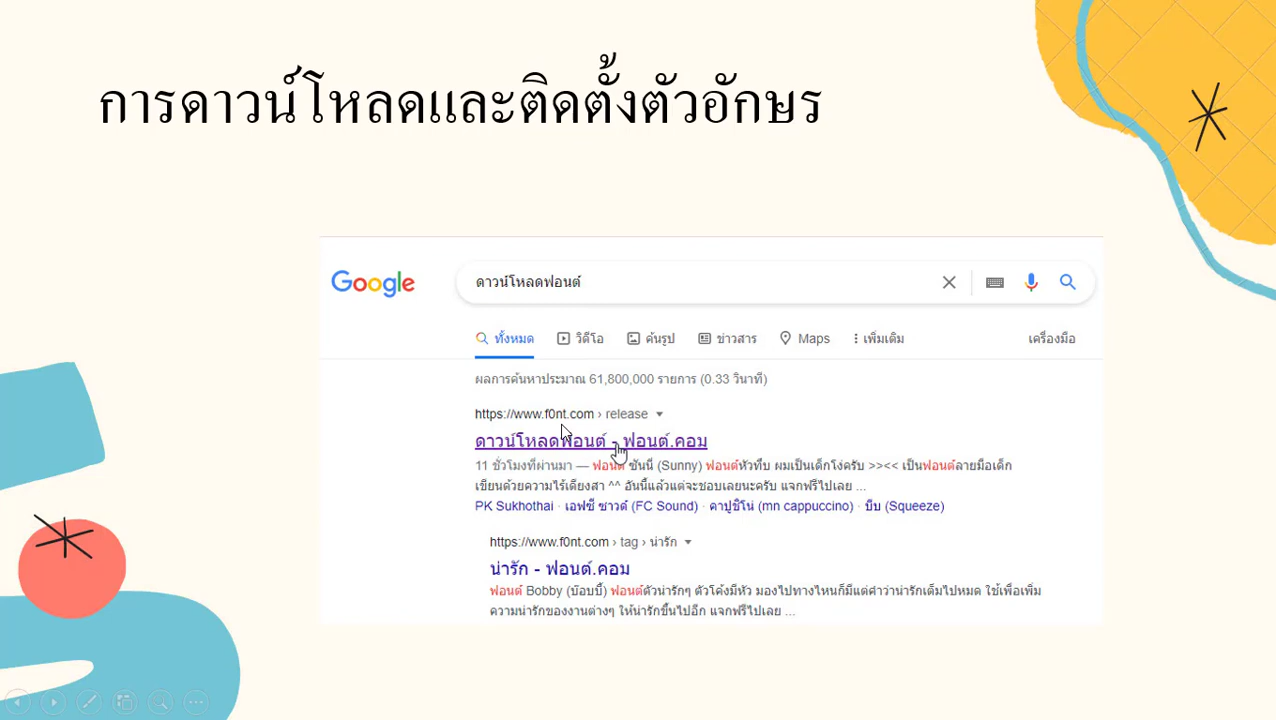 การดาวน์โหลดและติดตั้งตัวอักษร
Google
ดาวน์โหลดฟอนต์
ทั้งหมด วิดีโอ ค้นรูป ข่าวสาร Maps เพิ่มเติม เครื่องมือ
ผลการค้นหาประมาณ 61,800,000 รายการ (0.33 วินาที)
https://www.f0nt.com › release
ดาวน์โหลดฟอนต์ - ฟอนต์.คอม
11 ชั่วโมงที่ผ่านมา — ฟอนต์ ซันนี่ (Sunny) ฟอนต์หัวทึบ ผมเป็นเด็กโง่ครับ >><< เป็นฟอนต์ลายมือเด็ก
เขียนด้วยความไร้เดียงสา ^^ อันนี้แล้วแต่จะชอบเลยนะครับ แจกฟรีไปเลย ...
PK Sukhothai · เอฟซี ซาวด์ (FC Sound) · คาปูชิโน่ (mn cappuccino) · บีบ (Squeeze)
https://www.f0nt.com › tag › น่ารัก
น่ารัก - ฟอนต์.คอม
ฟอนต์ Bobby (บ๊อบบี้) ฟอนต์ตัวน่ารักๆ ตัวโค้งมีหัว มองไปทางไหนก็มีแต่คำว่าน่ารักเต็มไปหมด ใช้เพื่อเพิ่ม
ความน่ารักของงานต่างๆ ให้น่ารักขึ้นไปอีก แจกฟรีไปเลย ...